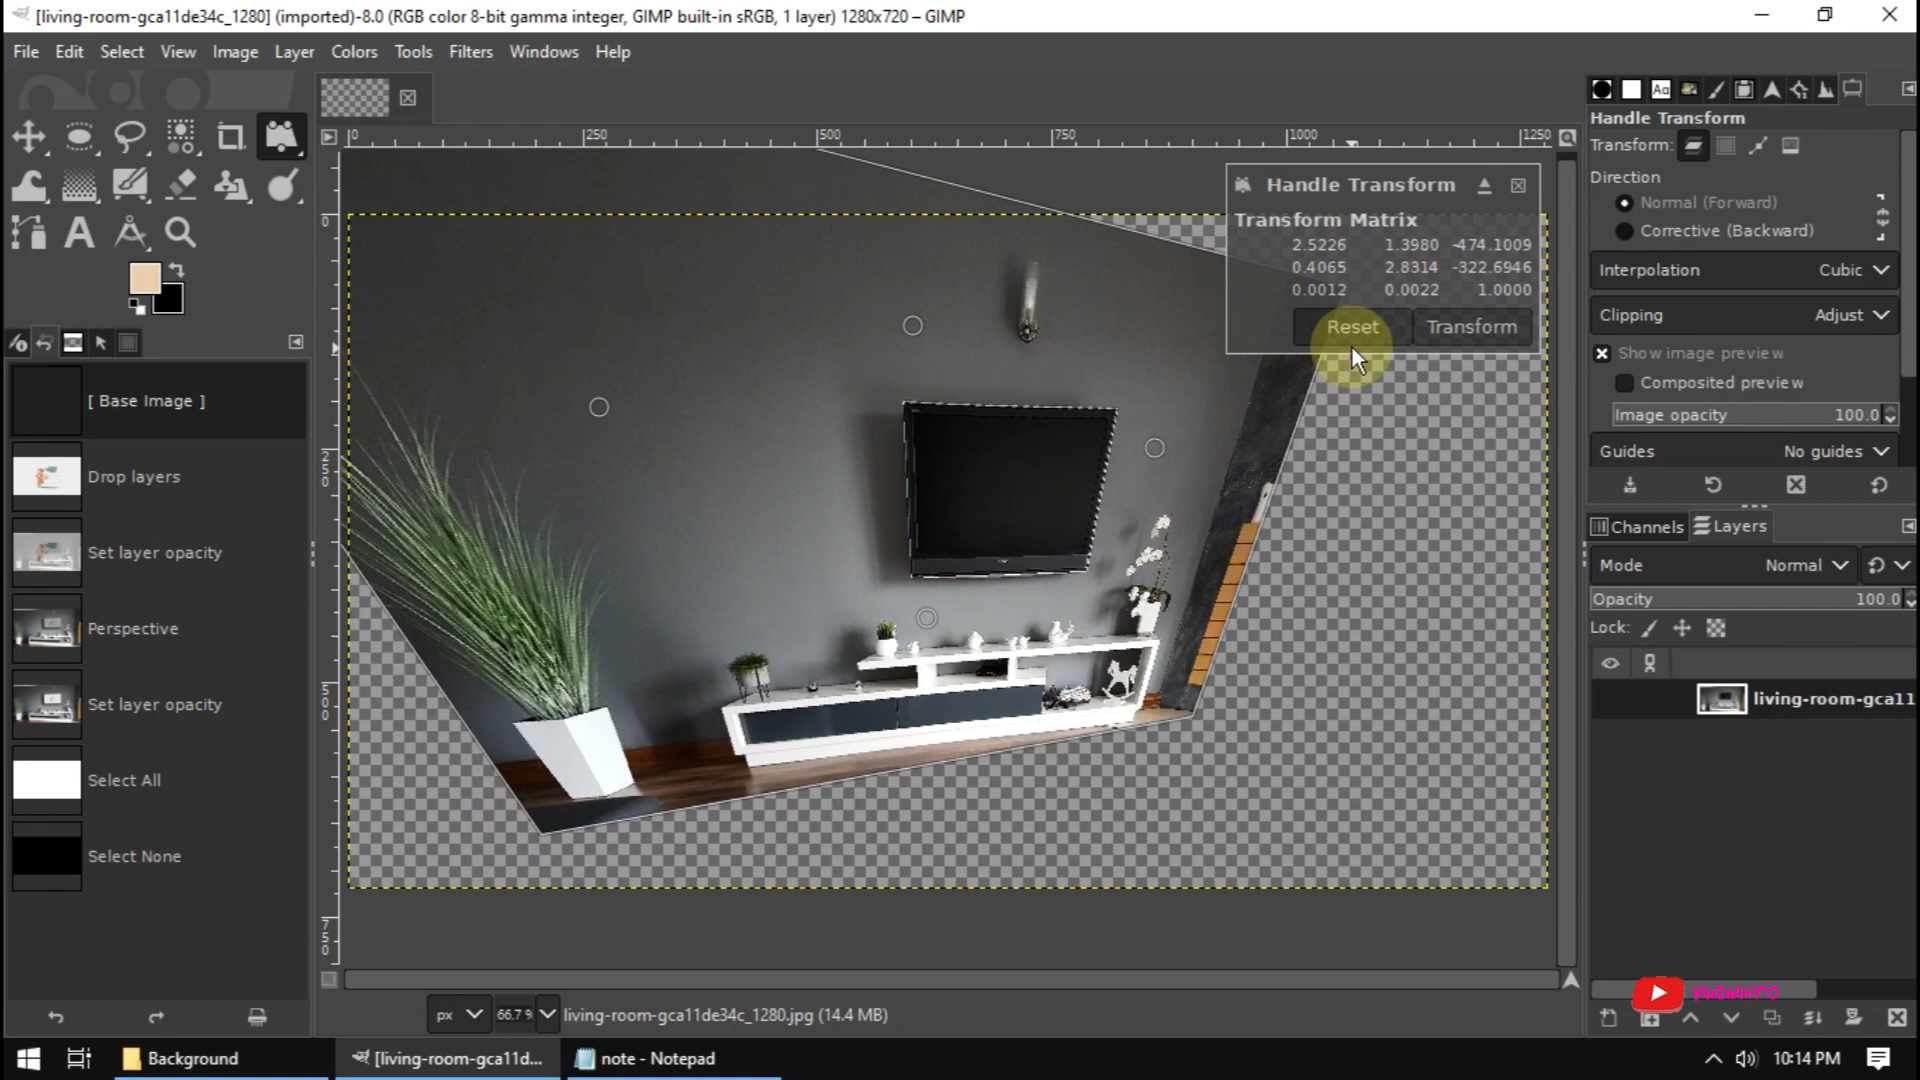 [living-room-gca11de34c_1280] (imported)-8.0 (RGB color 8-bit gamma integer, GIMP built-in sRGB, 1 layer) 1280x720 – GIMP
File Edit Select View Image Layer Colors Tools Filters Windows Help
0 250 500 750 1000 1250
0
250
500
750
[ Base Image ]
Drop layers
Set layer opacity
Perspective
Set layer opacity
Select All
Select None
Handle Transform
Transform Matrix
2.5226 1.3980 -474.1009
0.4065 2.8314 -322.6946
0.0012 0.0022 1.0000
Reset Transform
Aa
Handle Transform
Transform:
Direction
Normal (Forward)
Corrective (Backward)
Interpolation Cubic
Clipping Adjust
Show image preview
Composited preview
Image opacity 100.0
Guides No guides
Channels Layers
Mode Normal
Opacity 100.0
Lock:
living-room-gca11
px 66.7 living-room-gca11de34c_1280.jpg (14.4 MB)
Background [living-room-gca11d... note - Notepad 10:14 PM